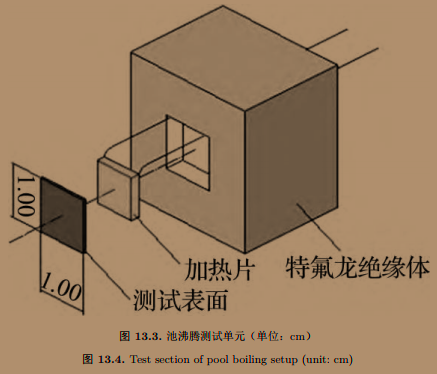 1.00
加热片
特氟龙绝缘体
1.00
测试表面
图 13.3. 池沸腾测试单元（单位：cm）
图 13.4. Test section of pool boiling setup (unit: cm)